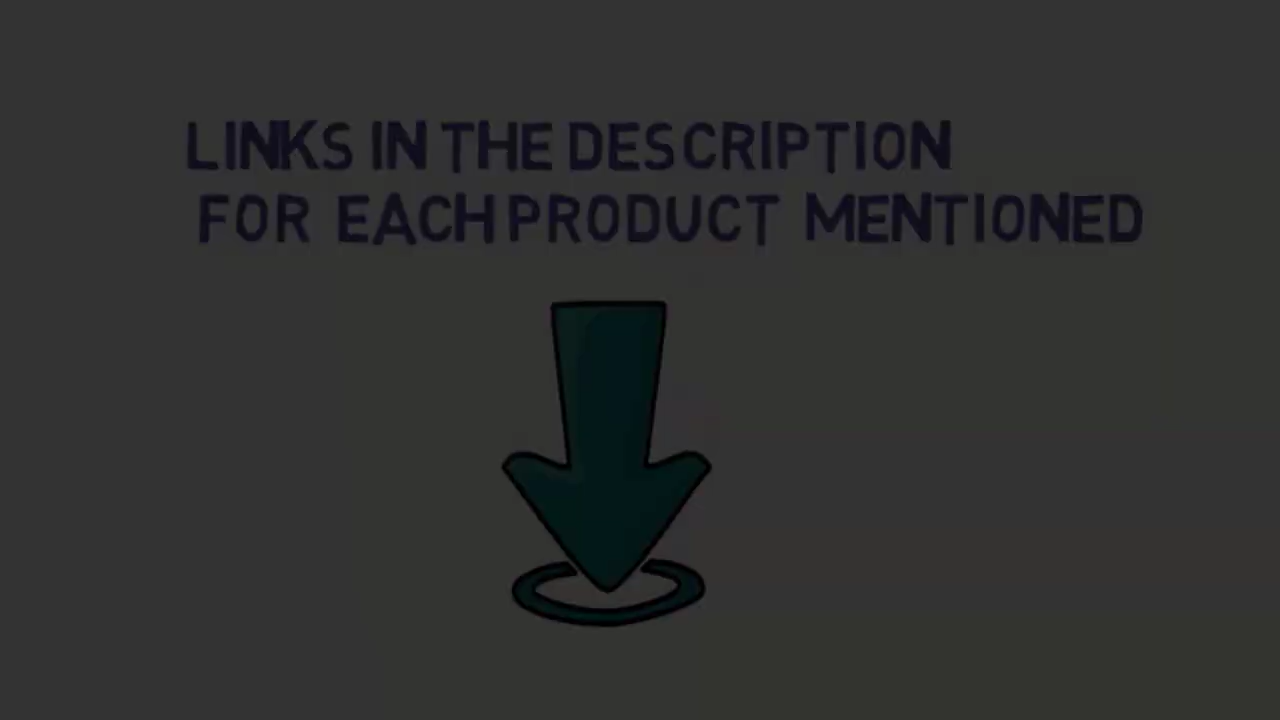 LINKS IN THE DESCRIPTION
FOR EACH PRODUCT MENTIONED